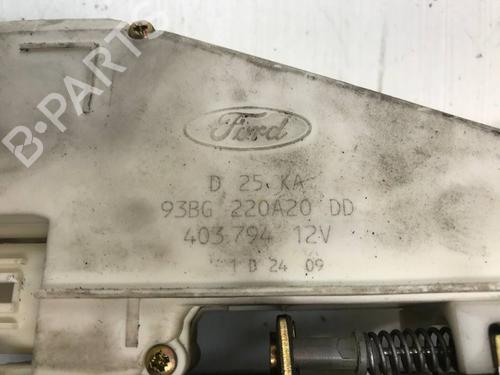 B-PARTS
Ford
D 25 KA
93BG 220A20 DD
403.794 12V
1 B 24 09